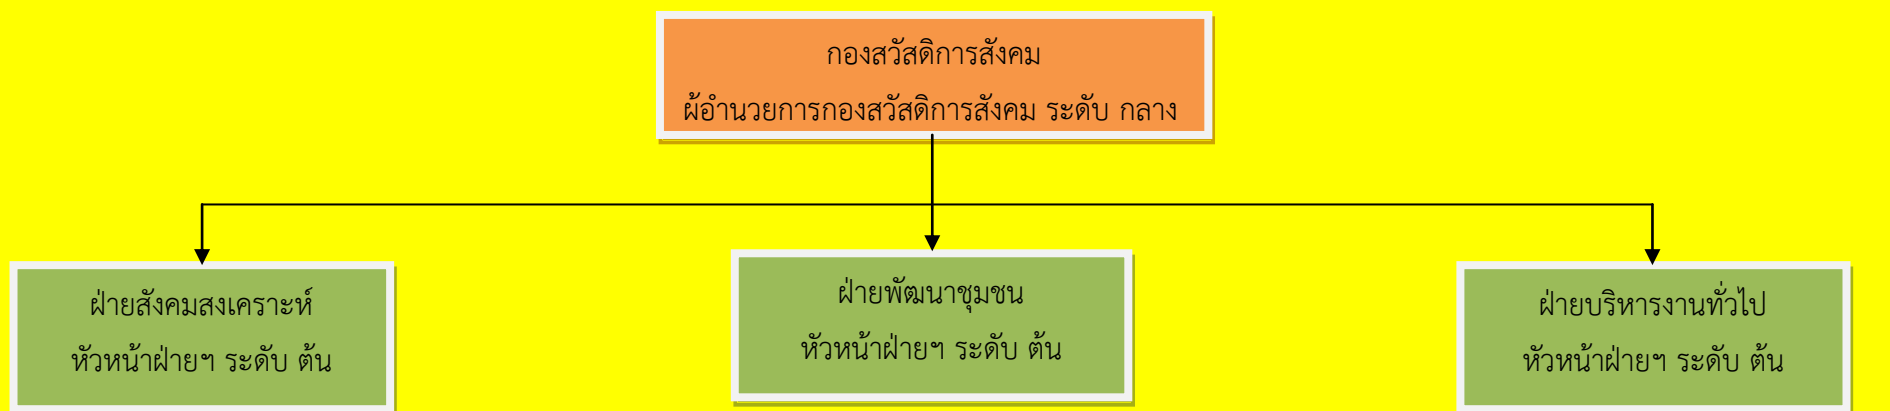 กองสวัสดิการสังคม
ผ้อำนวยการกองสวัสดิการสังคม ระดับ กลาง
ฝ่ายสังคมสงเคราะห์
หัวหน้าฝ่ายฯ ระดับ ต้น
ฝ่ายพัฒนาชุมชน
หัวหน้าฝ่ายฯ ระดับ ต้น
ฝ่ายบริหารงานทั่วไป
หัวหน้าฝ่ายฯ ระดับ ต้น